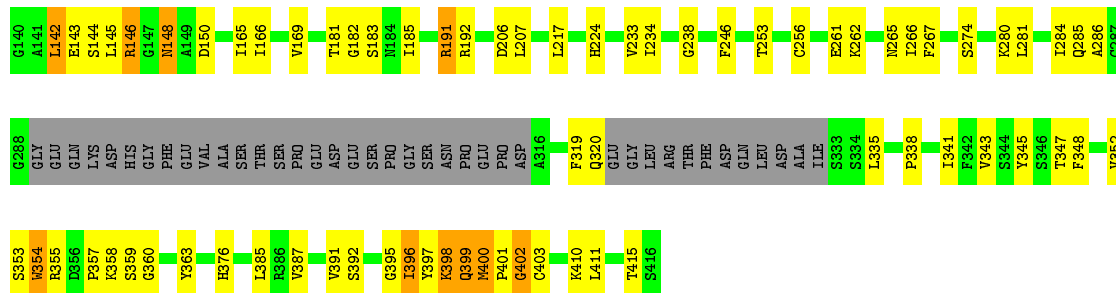 G140 A141 L142 E143 S144 L145 R146 G147 N148 A149 D150 I165 I166 V169 T181 G182 S183 N184 I185 R191 R192 D206 L207 L217 H224 V233 I234 G238 F246 T253 C256 E261 K262 N265 I266 F267 S274 K280 L281 I284 Q285 A286 C287
G288 GLY GLU GLN LYS ASP HIS GLY PHE GLU VAL ALA SER THR SER PRO GLU ASP GLU SER PRO GLY SER ASN PRO GLU PRO ASP A316 F319 Q320 GLU GLY LEU ARG THR PHE ASP GLN LEU ASP ALA ILE S333 S334 L335 P338 I341 F342 V343 S344 Y345 S346 T347 F348 V352
S353 W354 R355 D356 P357 K358 S359 G360 Y363 H376 L385 R386 V387 V391 S392 G395 I396 Y397 K398 Q399 M400 P401 G402 C403 K410 L411 T415 S416